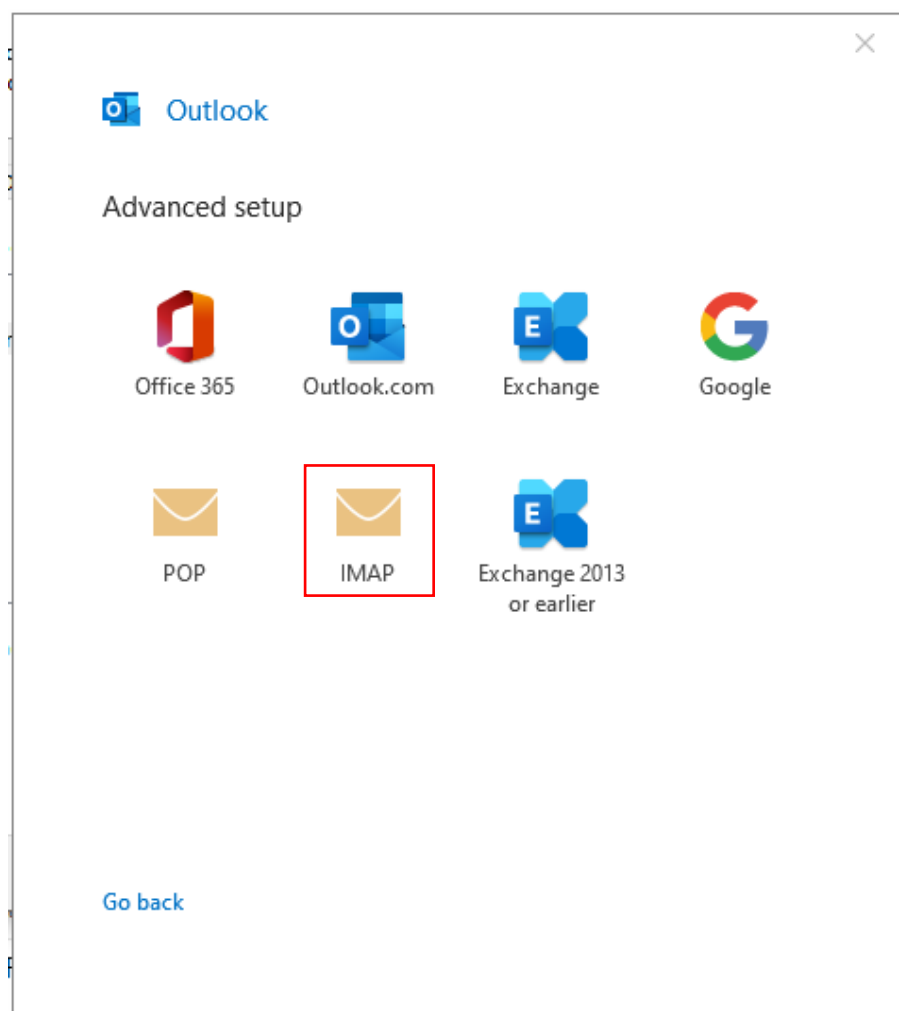 Outlook
Advanced setup
Office 365
Outlook.com
Exchange
Google
POP
IMAP
Exchange 2013
or earlier
Go back